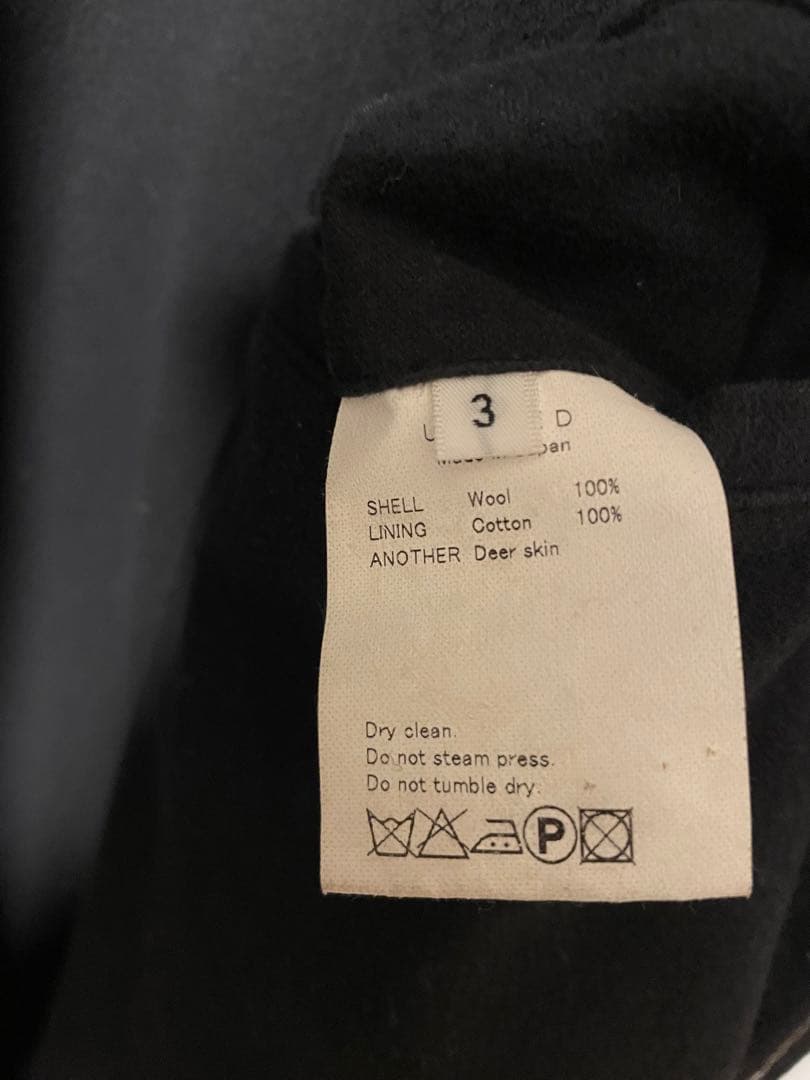 3
D
SHELL Wool 100%
LINING Cotton 100%
ANOTHER Deer skin
Dry clean.
Do not steam press.
Do not tumble dry.
P